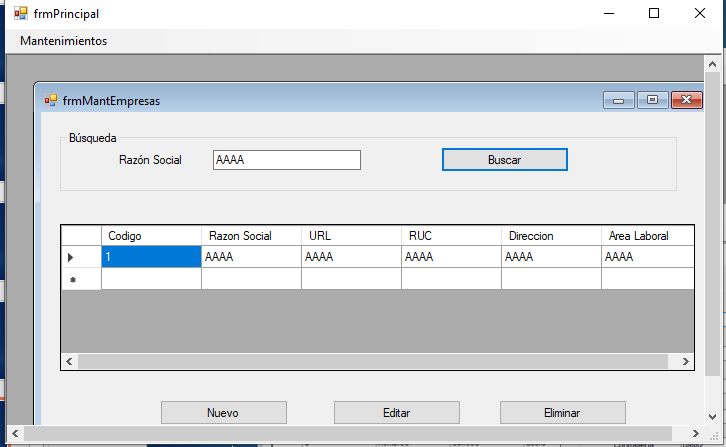 frmPrincipal
Mantenimientos
frmMantEmpresas
Búsqueda
Razón Social AAAA Buscar
Codigo Razon Social URL RUC Direccion Area Laboral
1 AAAA AAAA AAAA AAAA AAAA
Nuevo Editar Eliminar